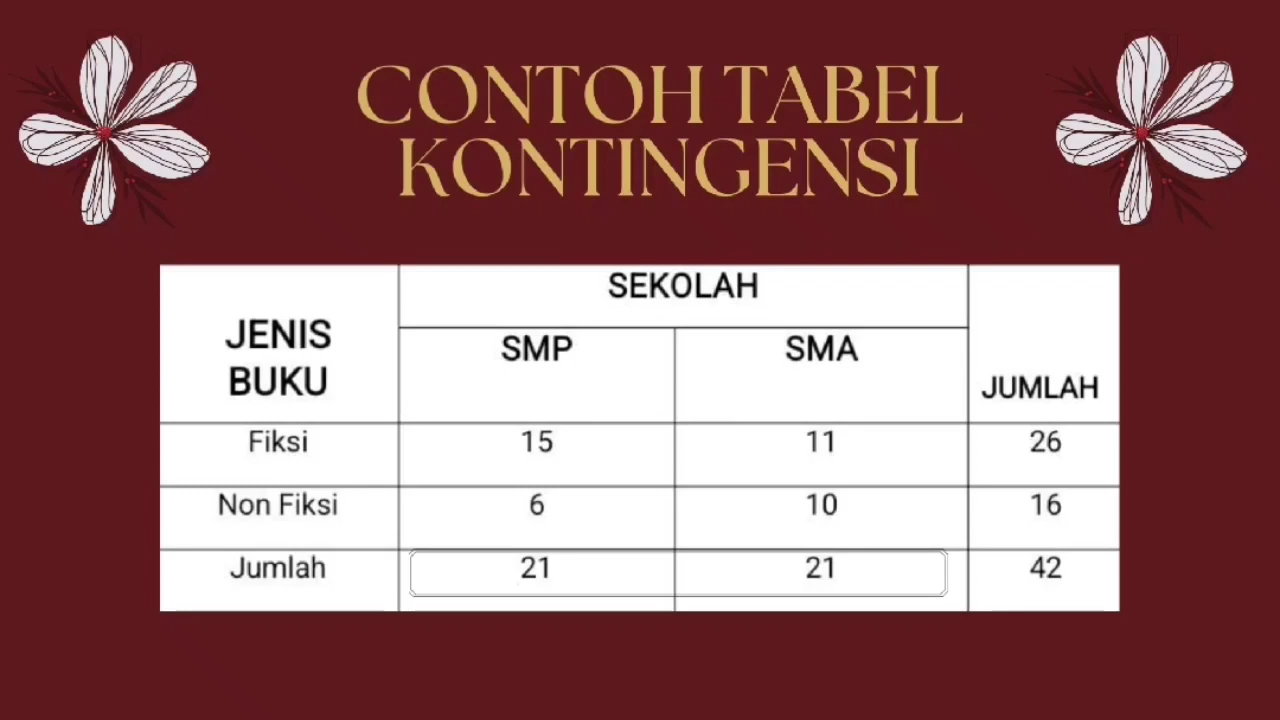 CONTOH TABEL
KONTINGENSI
JENIS
BUKU
SEKOLAH
SMP
SMA
JUMLAH
Fiksi 15 11 26
Non Fiksi 6 10 16
Jumlah 21 21 42